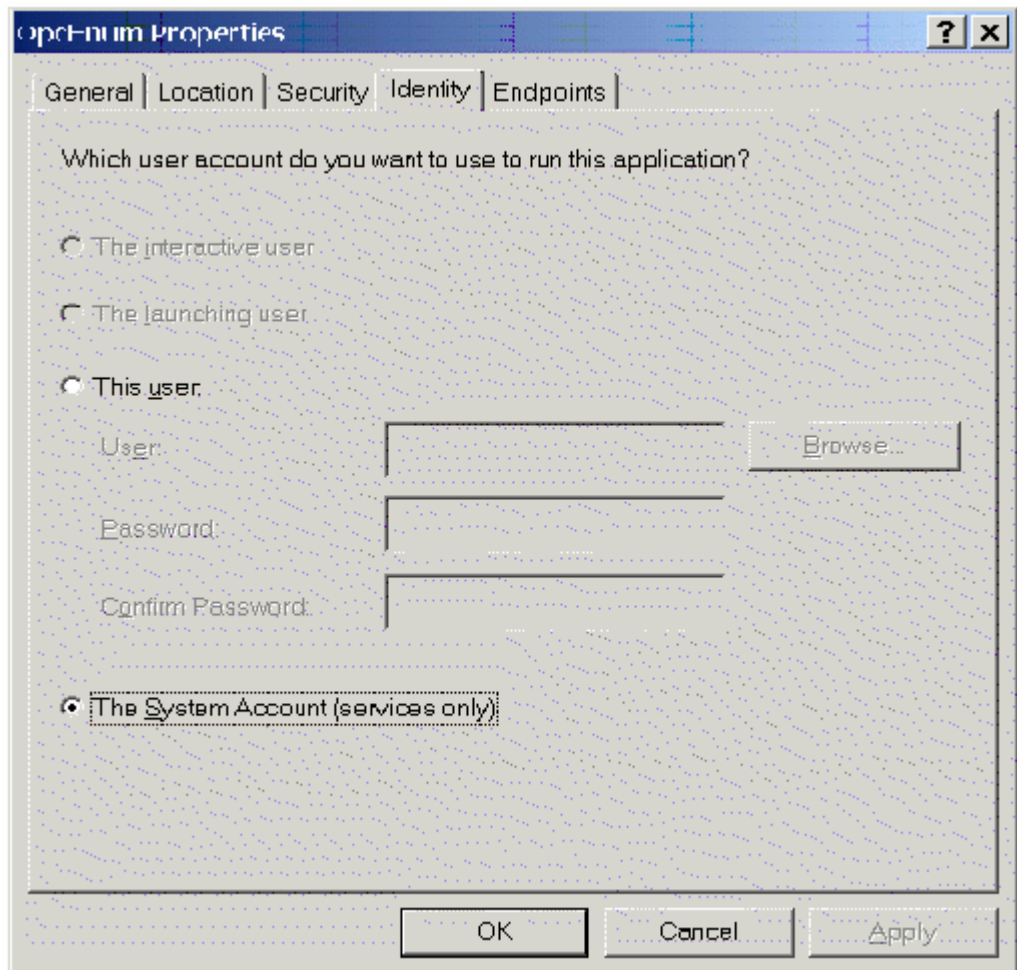 OpcEnum Properties
? X
General Location Security Identity Endpoints
Which user account do you want to use to run this application?
The interactive user
The launching user
This user.
User:
Browse...
Password:
Confirm Password:
The System Account (services only)
OK Cancel Apply